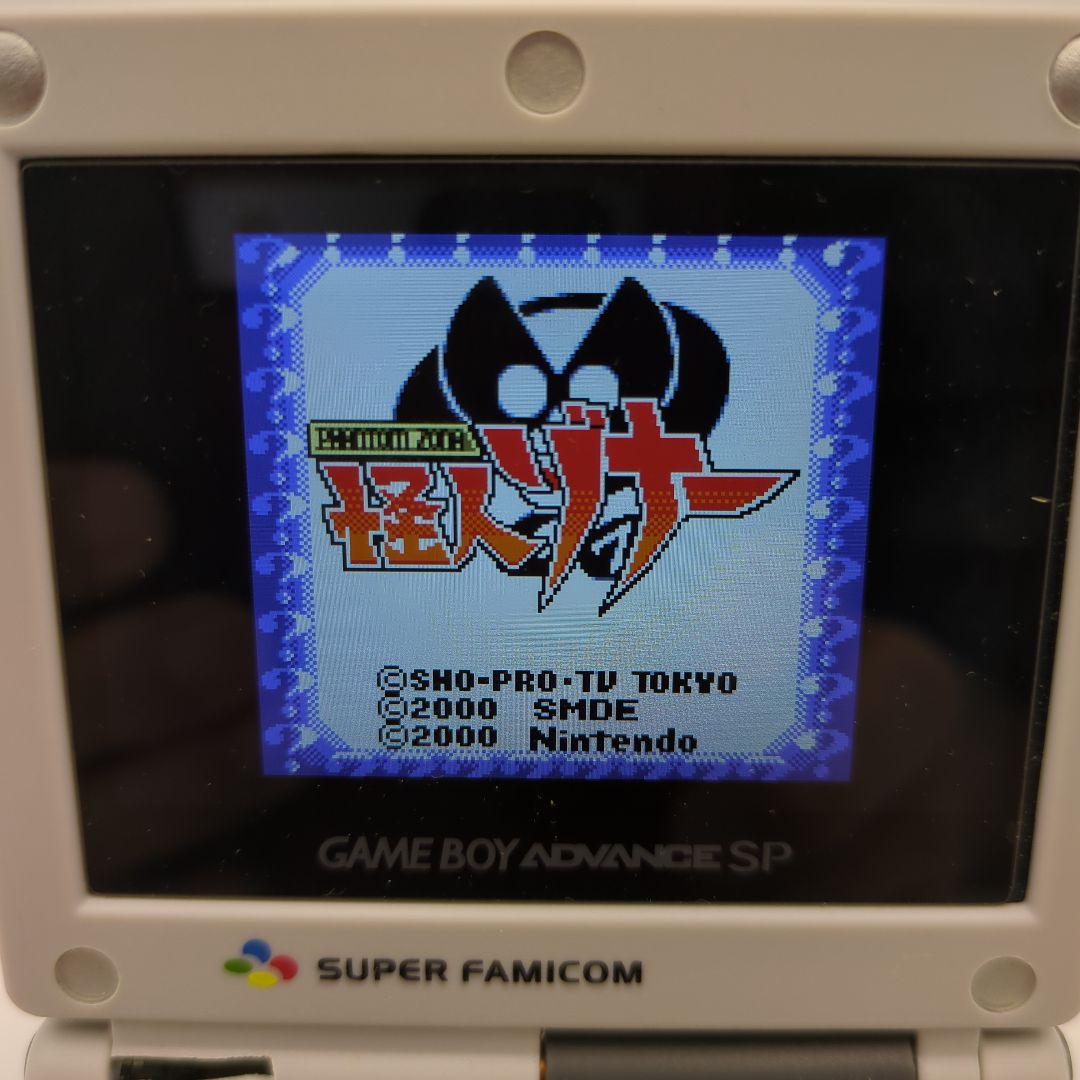 PHANTOM ZONA
怪人ゾナー
©SHO-PRO·TV TOKYO
©2000 SMDE
©2000 Nintendo
GAME BOY ADVANCE SP
SUPER FAMICOM